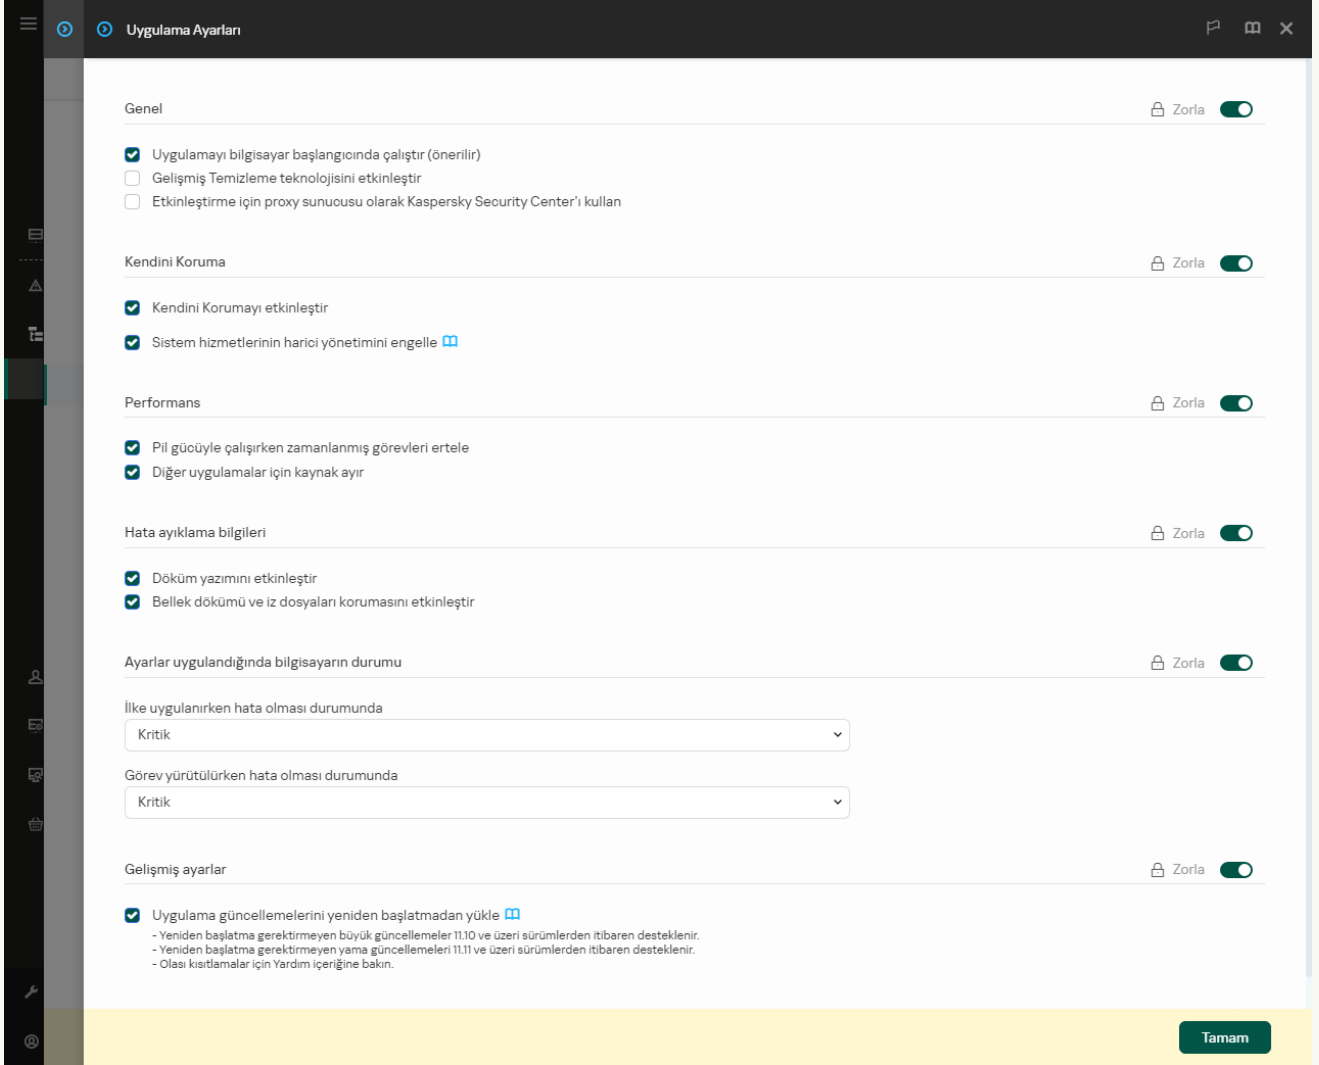 Uygulama Ayarları
Genel
Zorla
Uygulamayı bilgisayar başlangıcında çalıştır (önerilir)
Gelişmiş Temizleme teknolojisini etkinleştir
Etkinleştirme için proxy sunucusu olarak Kaspersky Security Center'ı kullan
Kendini Koruma
Zorla
Kendini Korumayı etkinleştir
Sistem hizmetlerinin harici yönetimini engelle
Performans
Zorla
Pil gücüyle çalışırken zamanlanmış görevleri ertele
Diğer uygulamalar için kaynak ayır
Hata ayıklama bilgileri
Zorla
Döküm yazımını etkinleştir
Bellek dökümü ve iz dosyaları korumasını etkinleştir
Ayarlar uygulandığında bilgisayarın durumu
Zorla
İlke uygulanırken hata olması durumunda
Kritik
Görev yürütülürken hata olması durumunda
Kritik
Gelişmiş ayarlar
Zorla
Uygulama güncellemelerini yeniden başlatmadan yükle
- Yeniden başlatma gerektirmeyen büyük güncellemeler 11.10 ve üzeri sürümlerden itibaren desteklenir.
- Yeniden başlatma gerektirmeyen yama güncellemeleri 11.11 ve üzeri sürümlerden itibaren desteklenir.
- Olası kısıtlamalar için Yardım içeriğine bakın.
Tamam